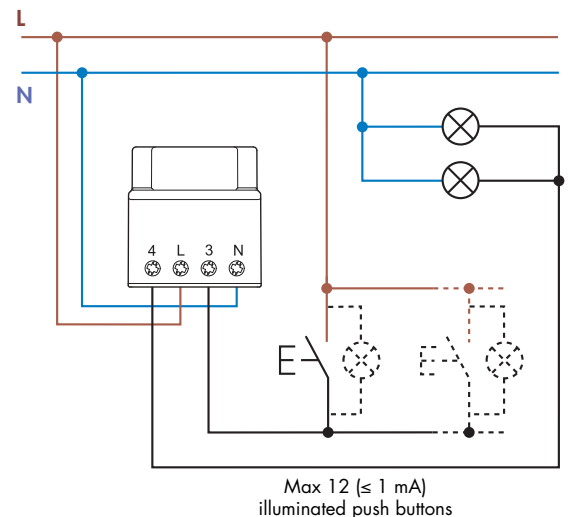 L
N
4 L 3 N
Max 12 (≤ 1 mA)
illuminated push buttons